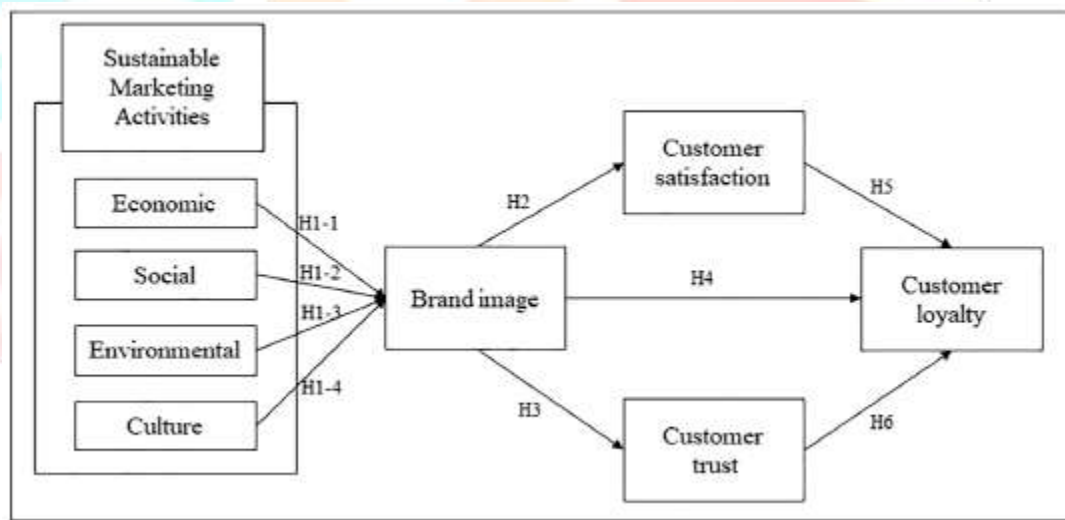 Sustainable
Marketing
Activities
Economic
Social
Environmental
Culture
H1-1
H1-2
H1-3
H1-4
Brand image
H2
H3
H4
Customer
satisfaction
Customer
trust
H5
H6
Customer
loyalty